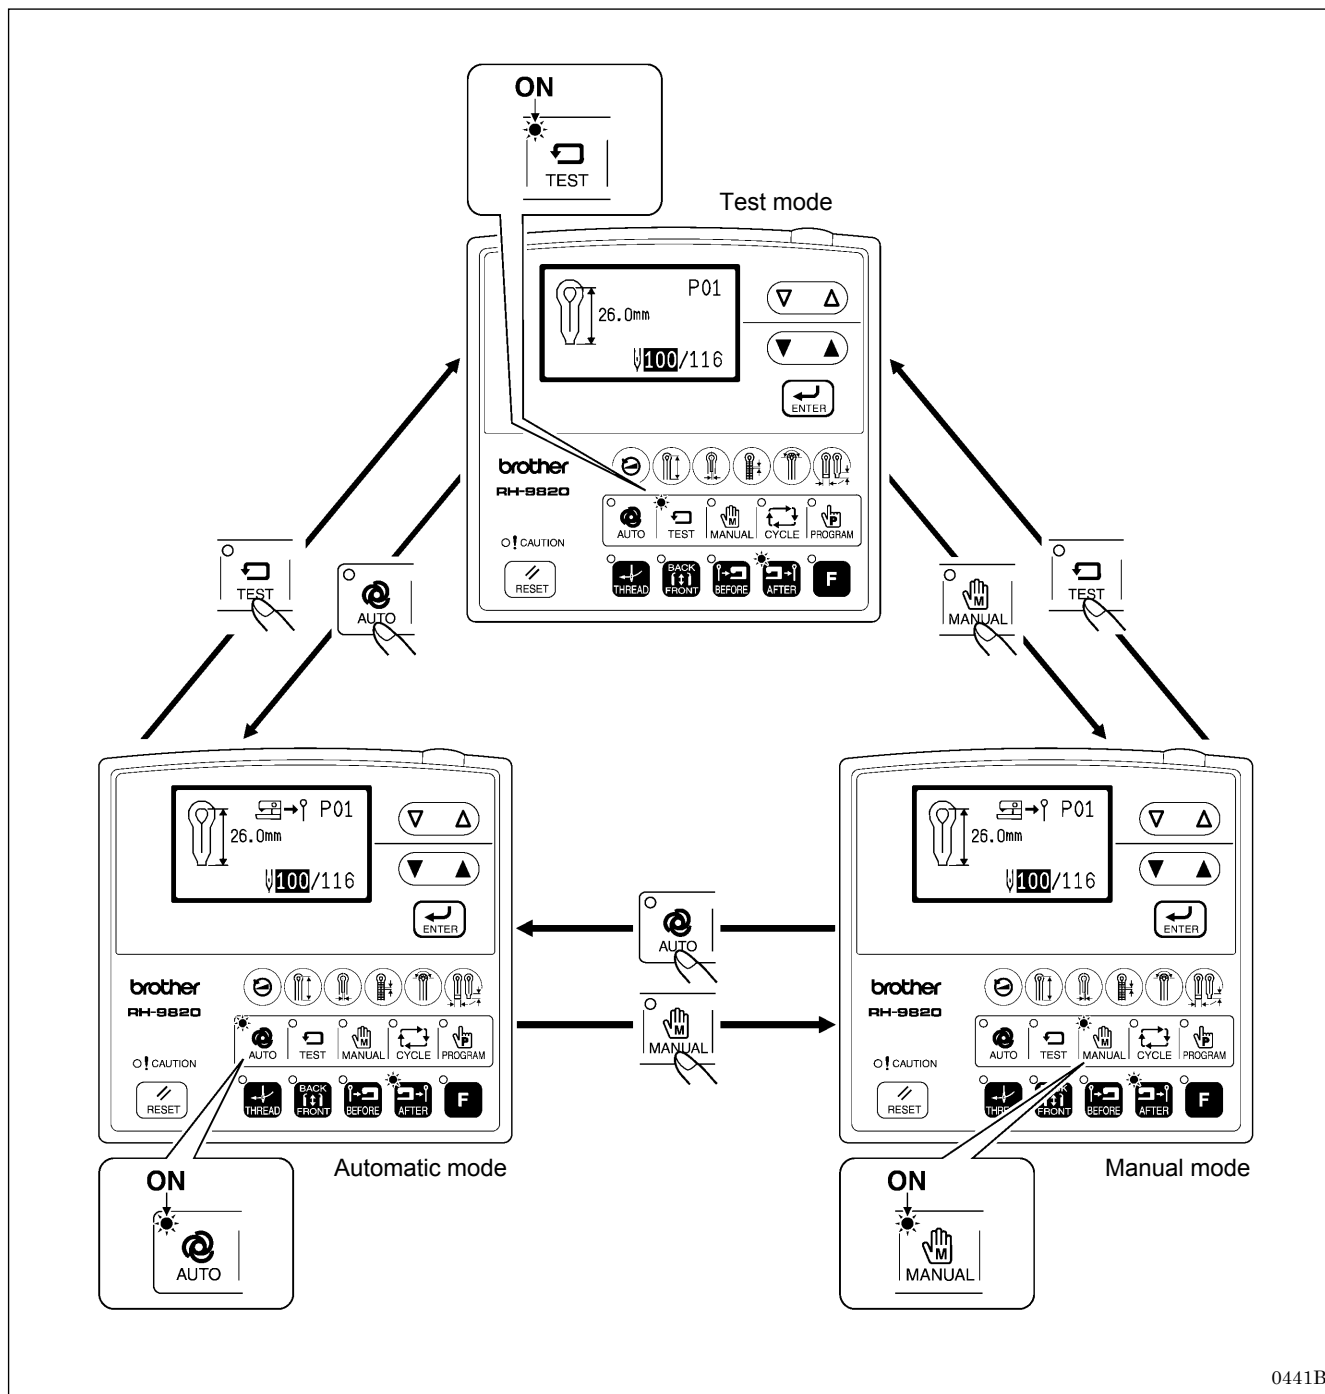 ON
TEST
Test mode
P01
26.0mm
100/116
ENTER
brother
RH-9820
AUTO TEST MANUAL CYCLE PROGRAM
CAUTION
RESET
THREAD
BACK
FRONT
BEFORE
AFTER
F
TEST
AUTO
MANUAL
TEST
P01
26.0mm
100/116
ENTER
brother
RH-9820
AUTO TEST MANUAL CYCLE PROGRAM
CAUTION
RESET
THREAD
BACK
FRONT
BEFORE
AFTER
F
Automatic mode
ON
AUTO
AUTO
MANUAL
P01
26.0mm
100/116
ENTER
brother
RH-9820
AUTO TEST MANUAL CYCLE PROGRAM
CAUTION
RESET
FRONT
BEFORE
AFTER
F
Manual mode
ON
MANUAL
0441B